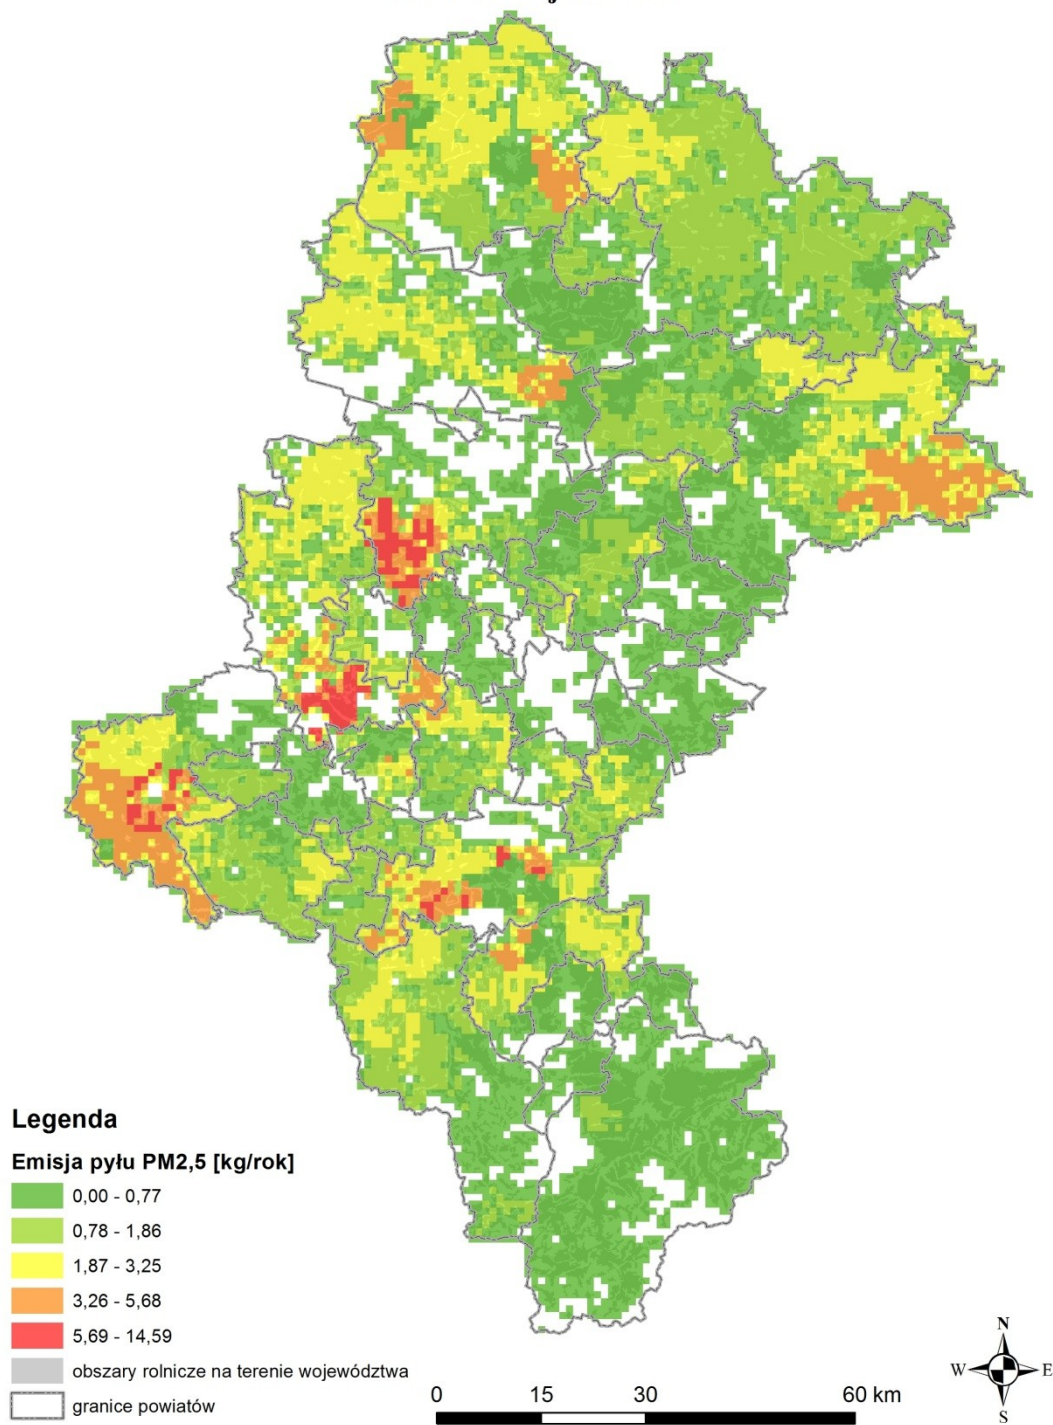 Legenda
Emisja pyłu PM2,5 [kg/rok]
0,00 - 0,77
0,78 - 1,86
1,87 - 3,25
3,26 - 5,68
5,69 - 14,59
obszary rolnicze na terenie województwa
granice powiatów
0 15 30 60 km
N
W E
S